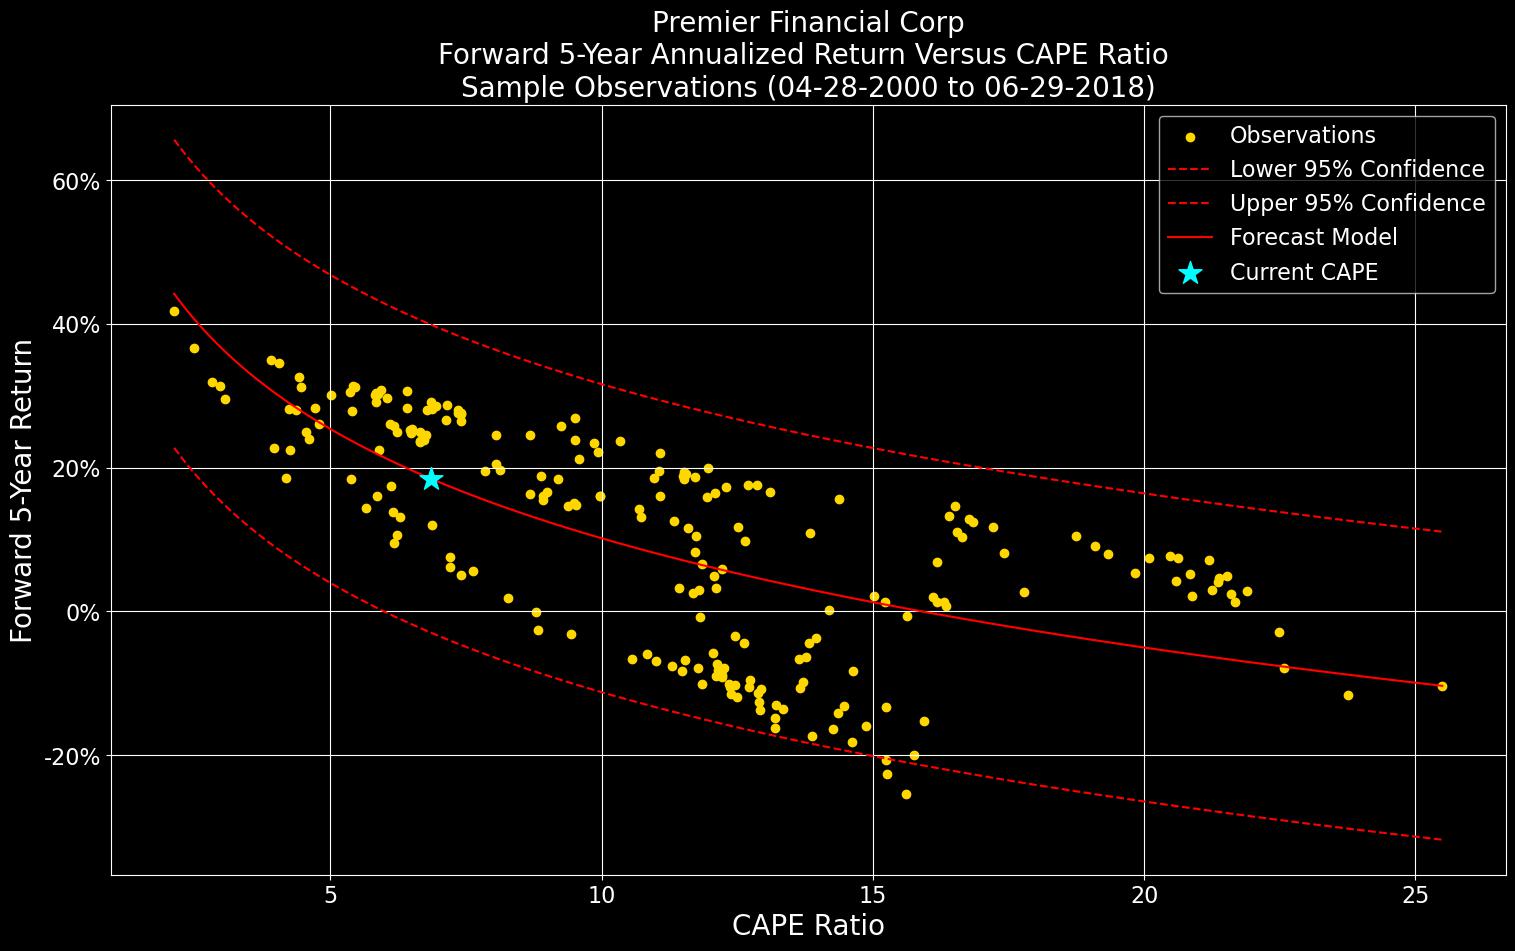 Premier Financial Corp
Forward 5-Year Annualized Return Versus CAPE Ratio
Sample Observations (04-28-2000 to 06-29-2018)
Observations
Lower 95% Confidence
Upper 95% Confidence
Forecast Model
Current CAPE
Forward 5-Year Return
60%
40%
20%
0%
-20%
5
10
15
20
25
CAPE Ratio